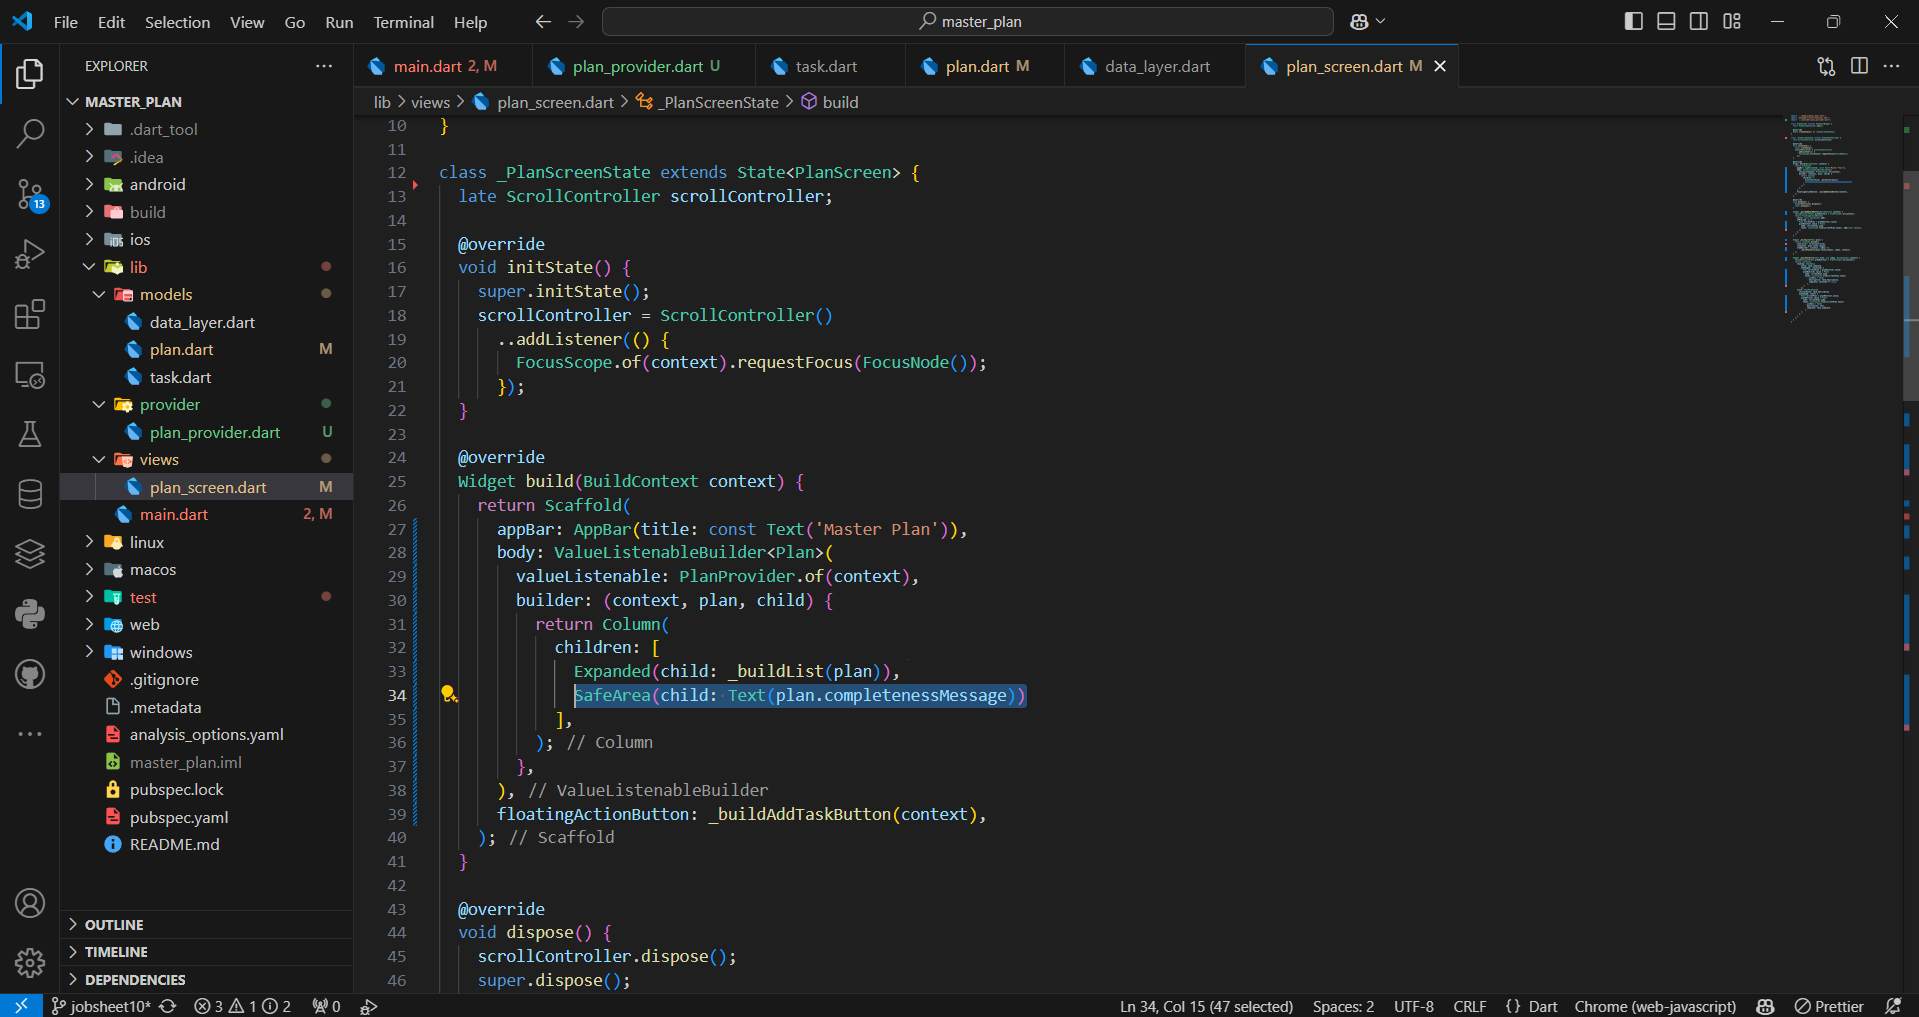 File Edit Selection View Go Run Terminal Help
master_plan
EXPLORER
MASTER_PLAN
.dart_tool
.idea
android
build
ios
lib
models
data_layer.dart
plan.dart M
task.dart
provider
plan_provider.dart U
views
plan_screen.dart M
main.dart 2, M
linux
macos
test
web
windows
.gitignore
.metadata
analysis_options.yaml
master_plan.iml
pubspec.lock
pubspec.yaml
README.md
OUTLINE
TIMELINE
DEPENDENCIES
13
main.dart 2, M
plan_provider.dart U
task.dart
plan.dart M
data_layer.dart
plan_screen.dart M
lib > views > plan_screen.dart > _PlanScreenState > build
10 }
11
12 class _PlanScreenState extends State<PlanScreen> {
13 late ScrollController scrollController;
14
15 @override
16 void initState() {
17 super.initState();
18 scrollController = ScrollController()
19 ..addListener(() {
20 FocusScope.of(context).requestFocus(FocusNode());
21 });
22 }
23
24 @override
25 Widget build(BuildContext context) {
26 return Scaffold(
27 appBar: AppBar(title: const Text('Master Plan')),
28 body: ValueListenableBuilder<Plan>(
29 valueListenable: PlanProvider.of(context),
30 builder: (context, plan, child) {
31 return Column(
32 children: [
33 Expanded(child: _buildList(plan)),
34 SafeArea(child: Text(plan.completenessMessage))
35 ],
36 ); // Column
37 },
38 ), // ValueListenableBuilder
39 floatingActionButton: _buildAddTaskButton(context),
40 ); // Scaffold
41 }
42
43 @override
44 void dispose() {
45 scrollController.dispose();
46 super.dispose();
jobsheet10* 3 1 2 0
Ln 34, Col 15 (47 selected) Spaces: 2 UTF-8 CRLF {} Dart Chrome (web-javascript) Prettier